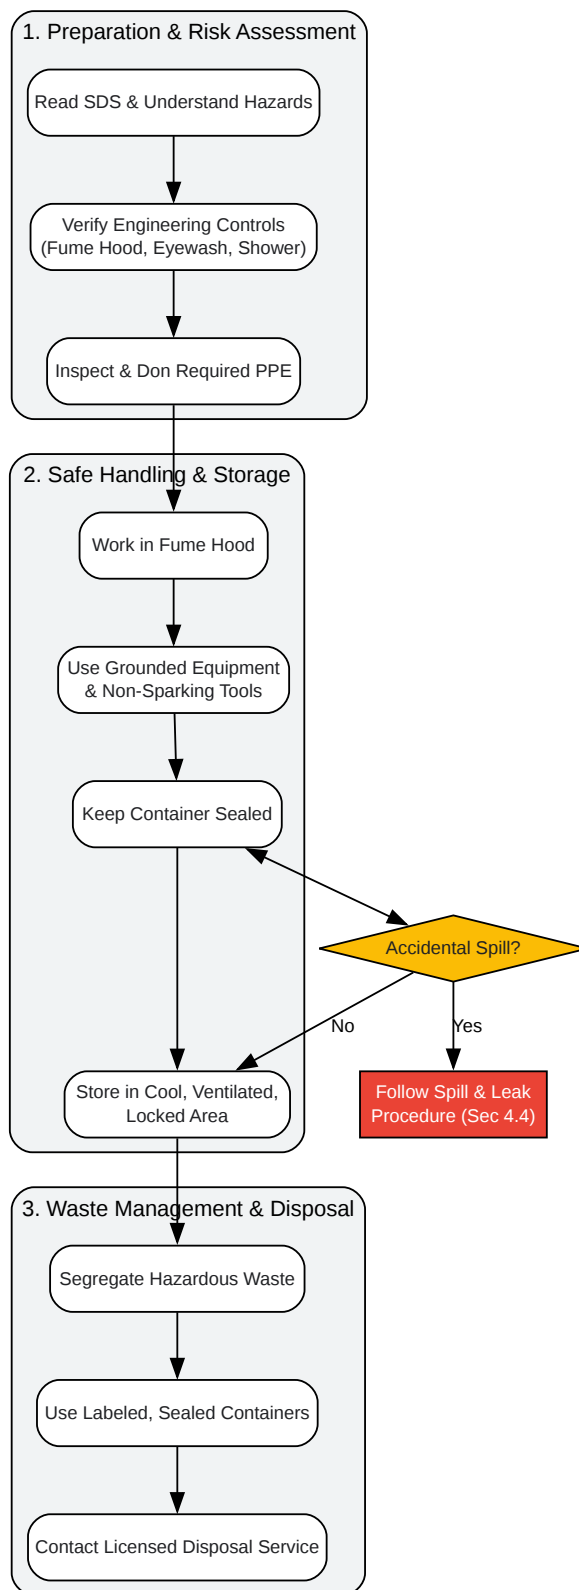 1. Preparation & Risk Assessment
Read SDS & Understand Hazards
Verify Engineering Controls
(Fume Hood, Eyewash, Shower)
Inspect & Don Required PPE
2. Safe Handling & Storage
Work in Fume Hood
Use Grounded Equipment
& Non-Sparking Tools
Keep Container Sealed
Accidental Spill?
No
Yes
Store in Cool, Ventilated,
Locked Area
Follow Spill & Leak
Procedure (Sec 4.4)
3. Waste Management & Disposal
Segregate Hazardous Waste
Use Labeled, Sealed Containers
Contact Licensed Disposal Service